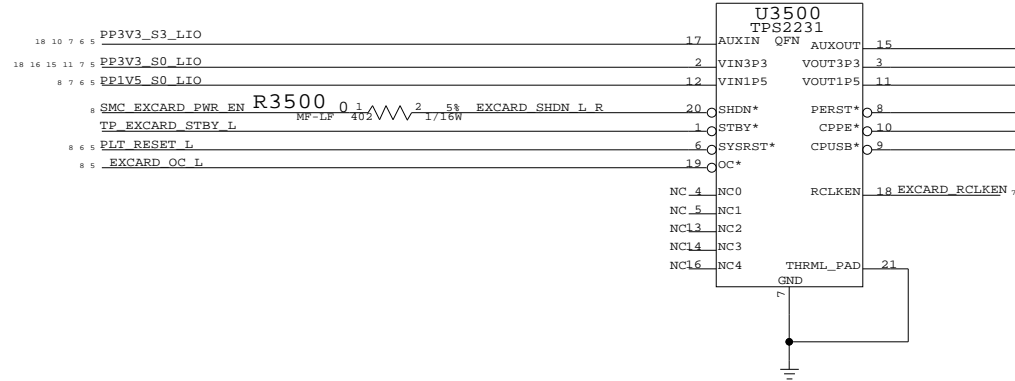 U3500
TPS2231
PP3V3_S3_LIO
18 10 7 6 5
17 AUXIN QFN AUXOUT 15
18 16 15 11 7 5 PP3V3_S0_LIO 2 VIN3P3 VOUT3P3 3
8 7 6 5 PP1V5_S0_LIO 12 VIN1P5 VOUT1P5 11
8 SMC_EXCARD_PWR_EN R3500 0 1 2 5% EXCARD_SHDN_L_R 20 SHDN* PERST* 8
MF-LF 402 1/16W
TP_EXCARD_STBY_L 1 STBY* CPPE* 10
8 6 5 PLT_RESET_L 6 SYSRST* CPUSB* 9
8 5 EXCARD_OC_L 19 OC*
NC 4 NC0 RCLKEN 18 EXCARD_RCLKEN 7
NC 5 NC1
NC 13 NC2
NC 14 NC3
NC 16 NC4 THRML_PAD 21
GND
7